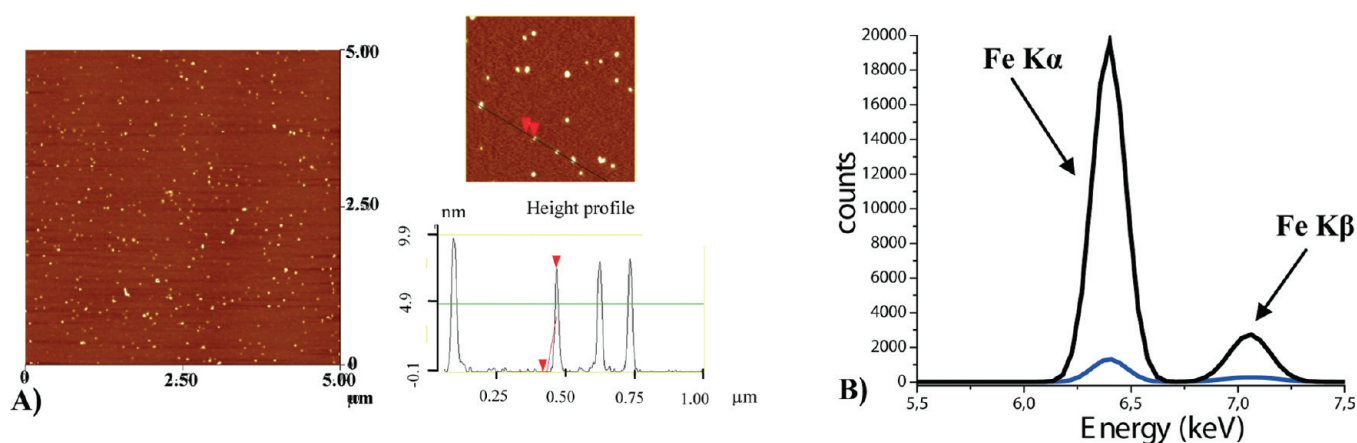 5.00
2.50
0
0
2.50
5.00
μm
A)
nm
Height profile
9.9
4.9
-0.1
0.25
0.50
0.75
1.00
μm
20000
18000
16000
14000
12000
10000
8000
6000
4000
2000
0
counts
Fe Kα
Fe Kβ
5,5
6,0
6,5
7,0
7,5
Energy (keV)
B)